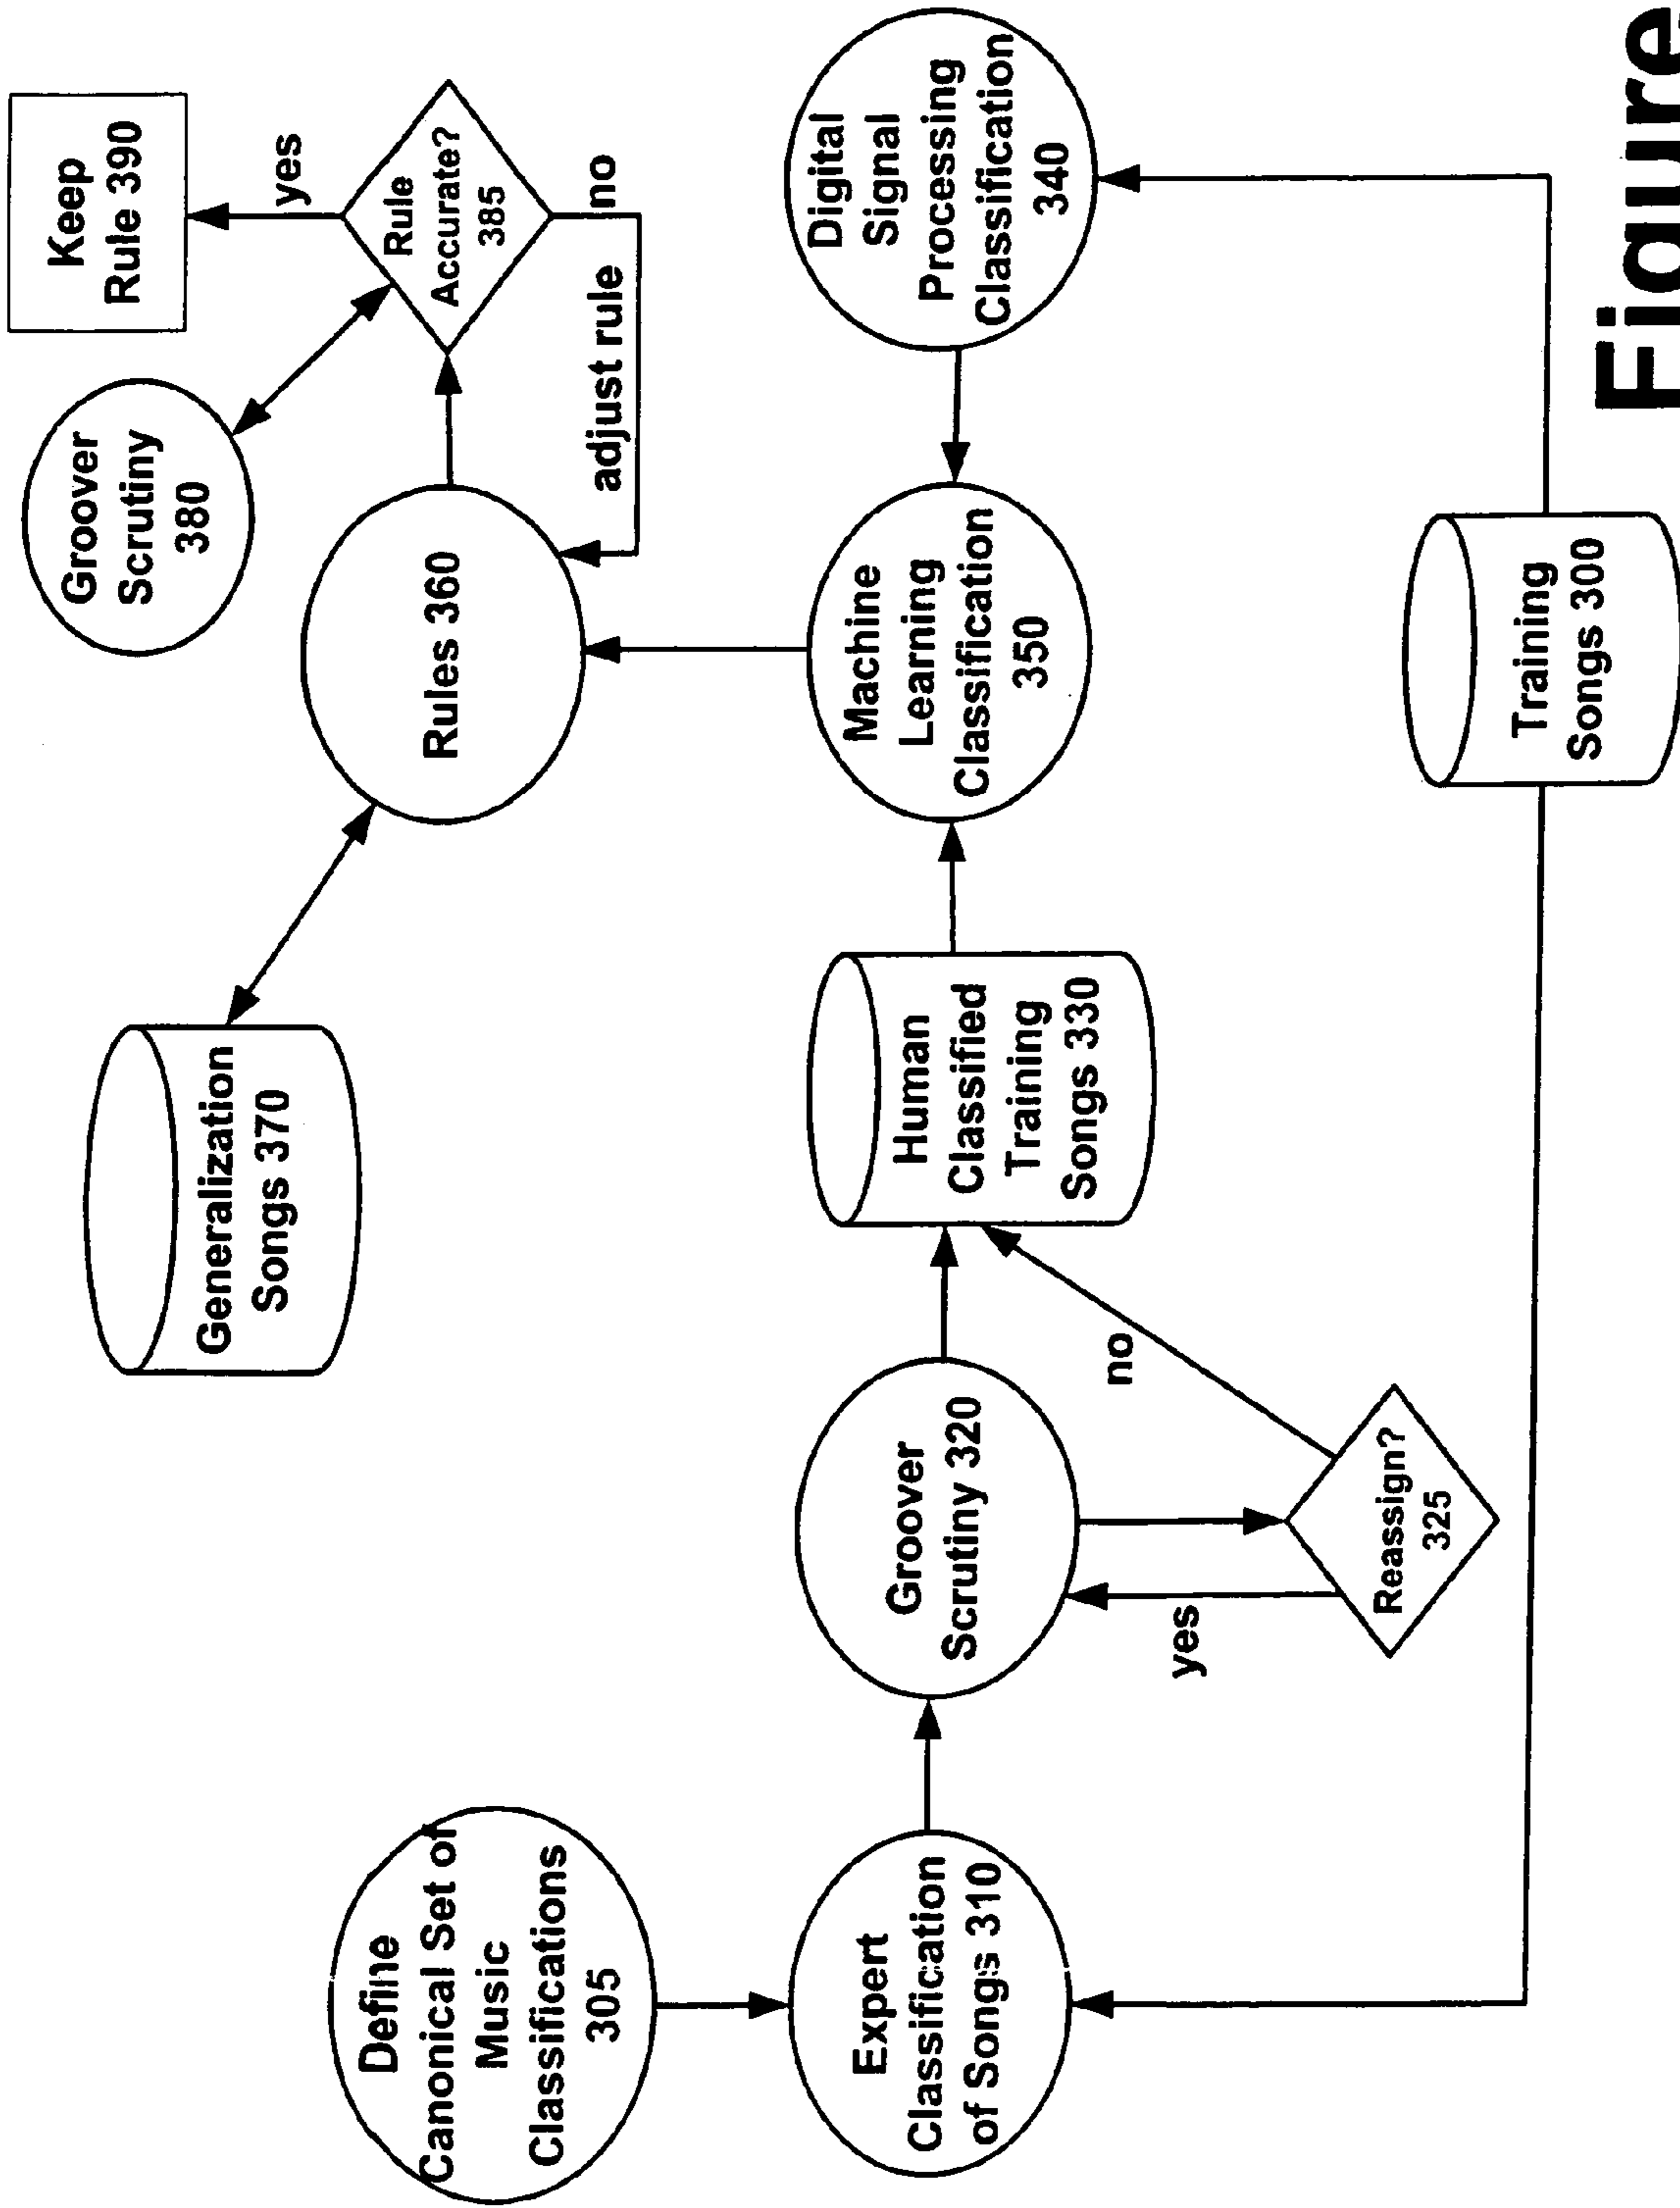 Define
Canonical Set of
Music
Classifications
305
Expert
Classification
of Songs 310
Groover
Scrutiny 320
yes
Reassign?
325
no
Human
Classified
Training
Songs 330
Generalization
Songs 370
Rules 360
Machine
Learning
Classification
350
Training
Songs 300
Groover
Scrutiny
380
adjust rule
Rule
Accurate?
385
yes
no
Keep
Rule 390
Digital
Signal
Processing
Classification
340
Figure